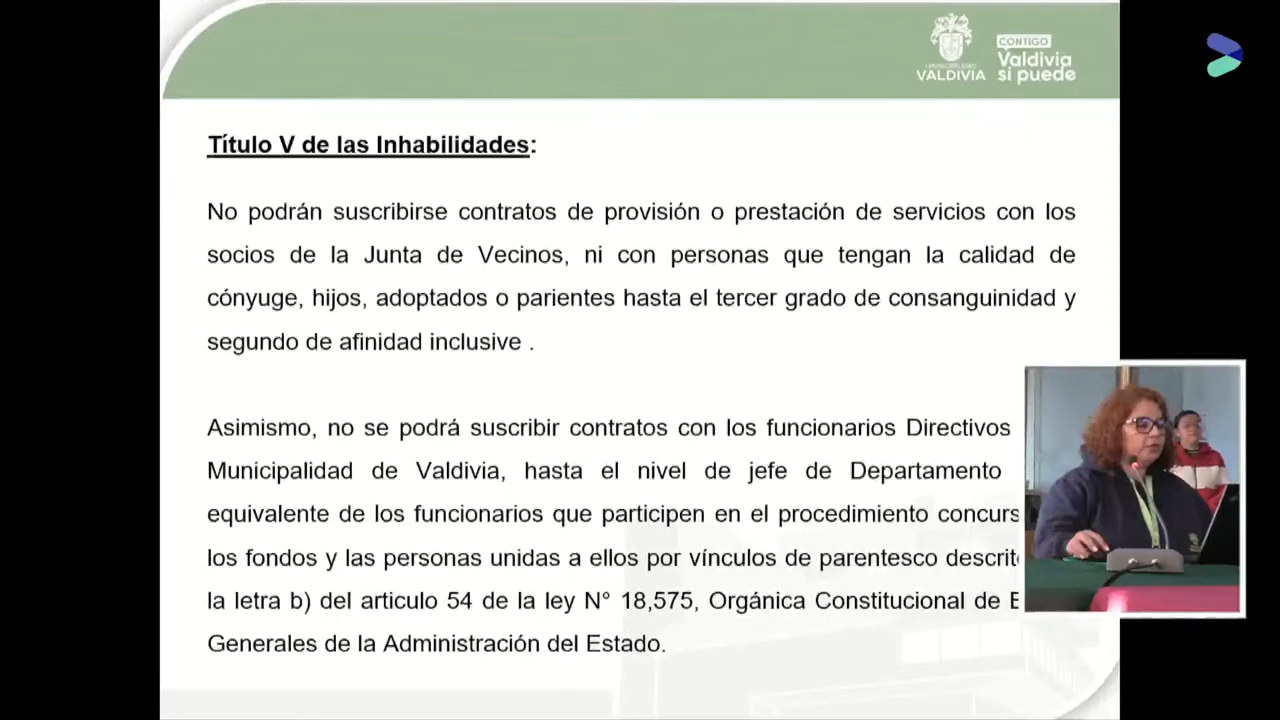 I. MUNICIPALIDAD
VALDIVIA
CONTIGO
Valdivia
sí puede
Título V de las Inhabilidades:
No podrán suscribirse contratos de provisión o prestación de servicios con los
socios de la Junta de Vecinos, ni con personas que tengan la calidad de
cónyuge, hijos, adoptados o parientes hasta el tercer grado de consanguinidad y
segundo de afinidad inclusive .
Asimismo, no se podrá suscribir contratos con los funcionarios Directivos
Municipalidad de Valdivia, hasta el nivel de jefe de Departamento
equivalente de los funcionarios que participen en el procedimiento concurs
los fondos y las personas unidas a ellos por vínculos de parentesco descrit
la letra b) del articulo 54 de la ley N° 18,575, Orgánica Constitucional de
Generales de la Administración del Estado.